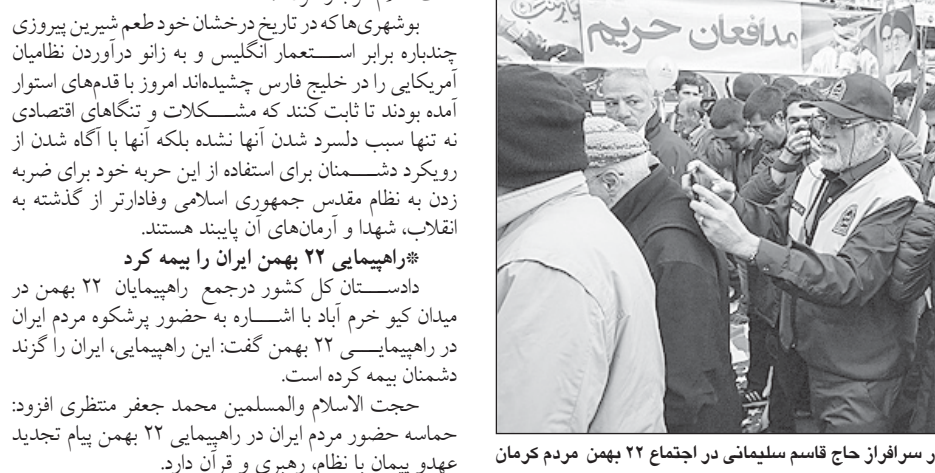 بوشهری‌ها که در تاریخ درخشان خود طعم شیرین پیروزی
چندباره برابر استعمار انگلیس و به زانو درآوردن نظامیان
آمریکایی را در خلیج فارس چشیده‌اند امروز با قدم‌های استوار
آمده بودند تا ثابت کنند که مشکلات و تنگاهای اقتصادی
نه تنها سبب دلسرد شدن آنها نشده بلکه آنها با آگاه شدن از
رویکرد دشمنان برای استفاده از این حربه خود برای ضربه
زدن به نظام مقدس جمهوری اسلامی وفادارتر از گذشته به
انقلاب، شهدا و آرمان‌های آن پایبند هستند.
*راهپیمایی ۲۲ بهمن ایران را بیمه کرد
دادستان کل کشور درجمع راهپیمایان ۲۲ بهمن در
میدان کیو خرم آباد با اشاره به حضور پرشکوه مردم ایران
در راهپیمایی ۲۲ بهمن گفت: این راهپیمایی، ایران را گزند
دشمنان بیمه کرده است.
حجت الاسلام والمسلمین محمد جعفر منتظری افزود:
حماسه حضور مردم ایران در راهپیمایی ۲۲ بهمن پیام تجدید
عهدو پیمان با نظام، رهبری و قرآن دارد.
مدافعان حریم
ر سرافراز حاج قاسم سلیمانی در اجتماع ۲۲ بهمن مردم کرمان